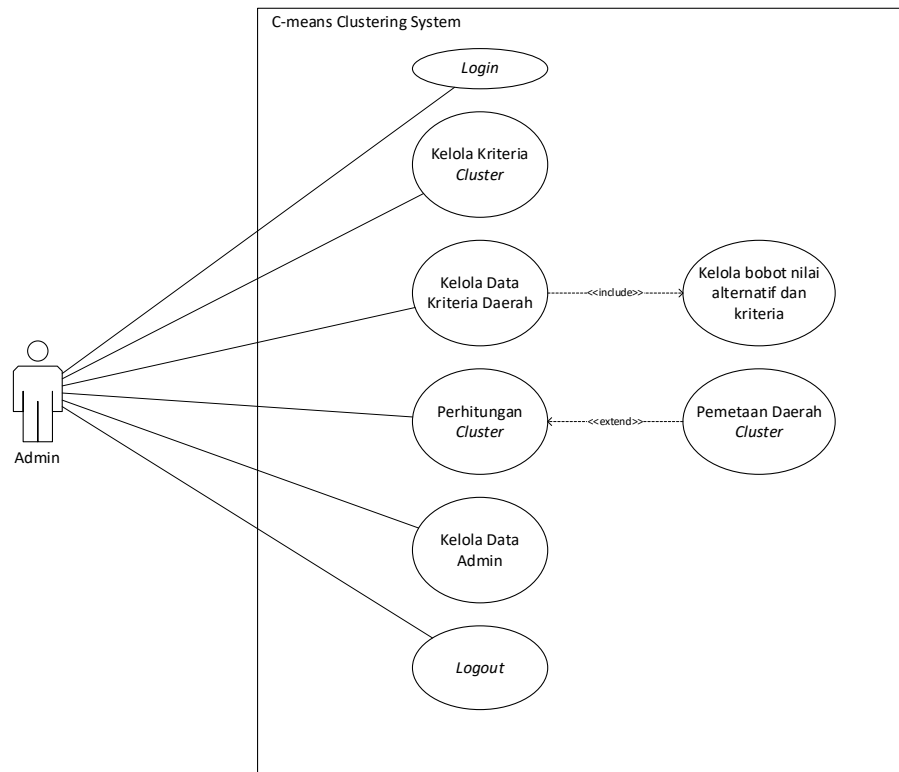 C-means Clustering System
Login
Kelola Kriteria
Cluster
Kelola Data
Kriteria Daerah
<<include>>
Kelola bobot nilai
alternatif dan
kriteria
Perhitungan
Cluster
<<extend>>
Pemetaan Daerah
Cluster
Admin
Kelola Data
Admin
Logout